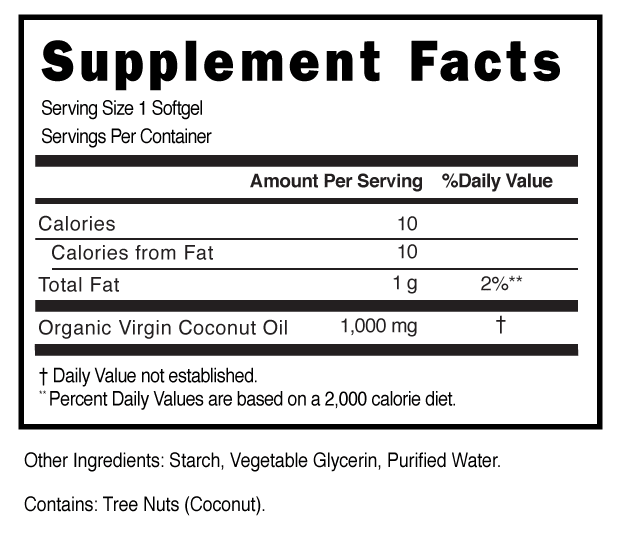 Supplement Facts
Serving Size 1 Softgel
Servings Per Container
Amount Per Serving %Daily Value
Calories 10
Calories from Fat 10
Total Fat 1 g 2%**
Organic Virgin Coconut Oil 1,000 mg †
† Daily Value not established.
**Percent Daily Values are based on a 2,000 calorie diet.
Other Ingredients: Starch, Vegetable Glycerin, Purified Water.
Contains: Tree Nuts (Coconut).